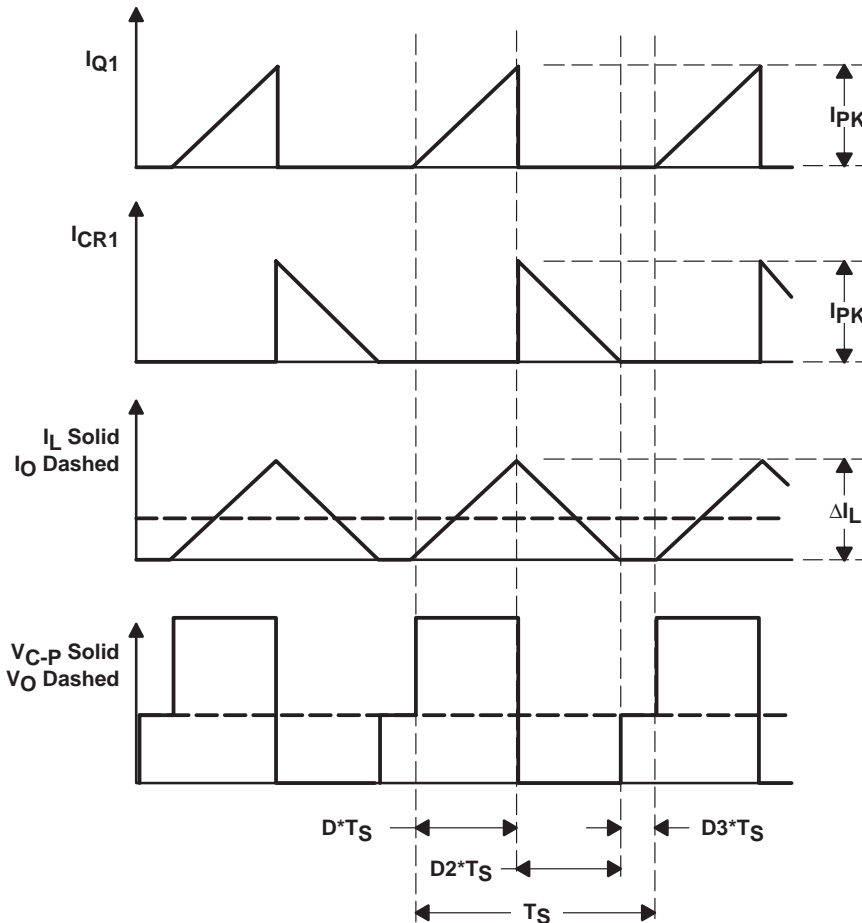 IQ1
IPK
ICR1
IPK
IL Solid
IO Dashed
ΔIL
VC-P Solid
VO Dashed
D*TS
D3*TS
D2*TS
TS